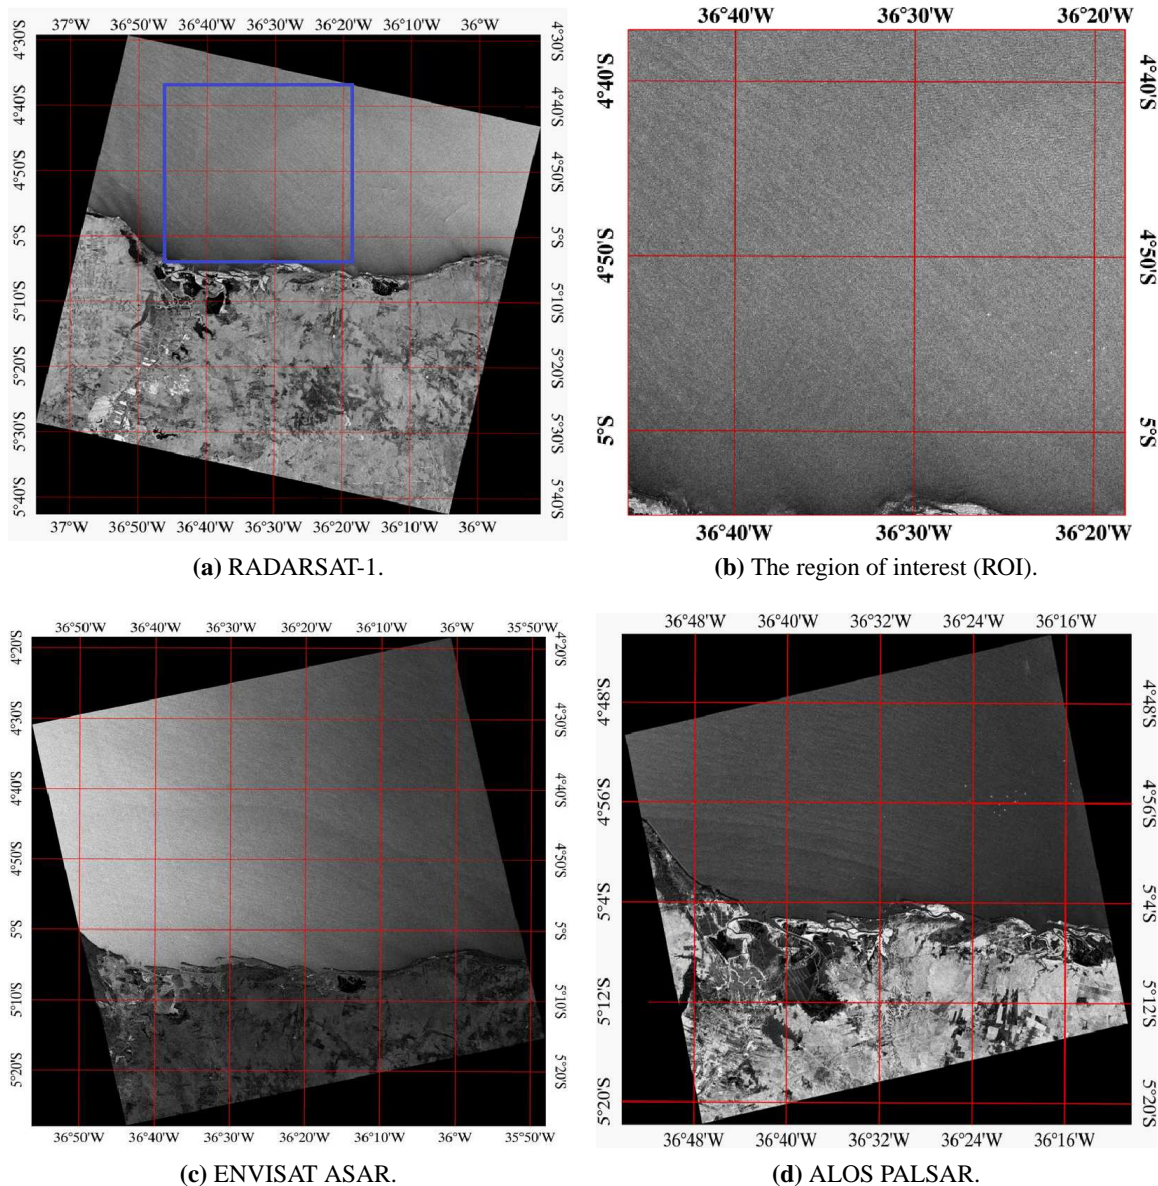 37°W 36°50'W 36°40'W 36°30'W 36°20'W 36°10'W 36°W
4°30'S 4°40'S 4°50'S 5°S 5°10'S 5°20'S 5°30'S 5°40'S
4°30'S 4°40'S 4°50'S 5°S 5°10'S 5°20'S 5°30'S 5°40'S
37°W 36°50'W 36°40'W 36°30'W 36°20'W 36°10'W 36°W
(a) RADARSAT-1.
36°40'W 36°30'W 36°20'W
4°40'S 4°50'S 5°S
4°40'S 4°50'S 5°S
36°40'W 36°30'W 36°20'W
(b) The region of interest (ROI).
36°50'W 36°40'W 36°30'W 36°20'W 36°10'W 36°W 35°50'W
4°20'S 4°30'S 4°40'S 4°50'S 5°S 5°10'S 5°20'S
4°20'S 4°30'S 4°40'S 4°50'S 5°S 5°10'S 5°20'S
36°50'W 36°40'W 36°30'W 36°20'W 36°10'W 36°W 35°50'W
(c) ENVISAT ASAR.
36°48'W 36°40'W 36°32'W 36°24'W 36°16'W
4°48'S 4°56'S 5°4'S 5°12'S 5°20'S
4°48'S 4°56'S 5°4'S 5°12'S 5°20'S
36°48'W 36°40'W 36°32'W 36°24'W 36°16'W
(d) ALOS PALSAR.